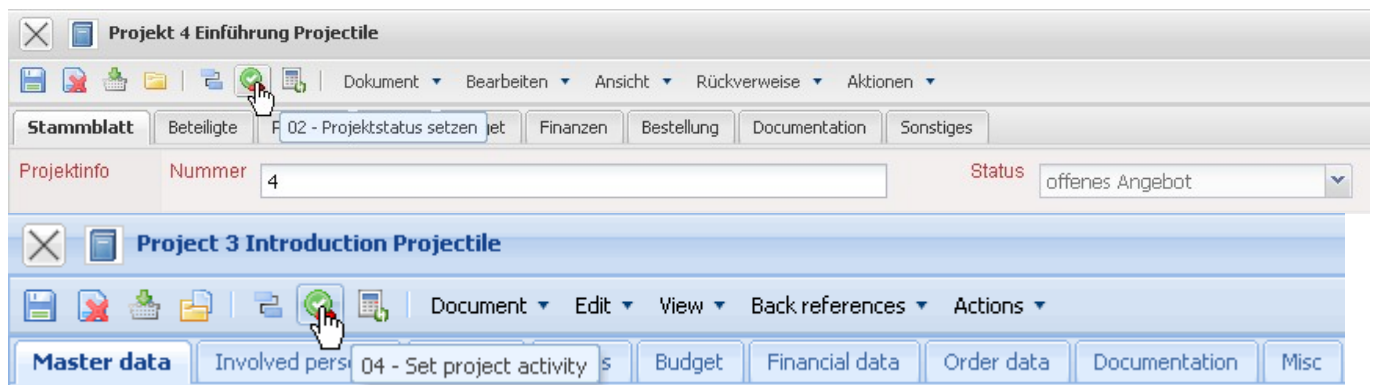 Projekt 4 Einführung Projectile
Dokument Bearbeiten Ansicht Rückverweise Aktionen
Stammblatt Beteiligte 02 - Projektstatus setzen Finanzen Bestellung Documentation Sonstiges
Projektinfo Nummer 4 Status offenes Angebot
Project 3 Introduction Projectile
Document Edit View Back references Actions
Master data Involved 04 - Set project activity Budget Financial data Order data Documentation Misc